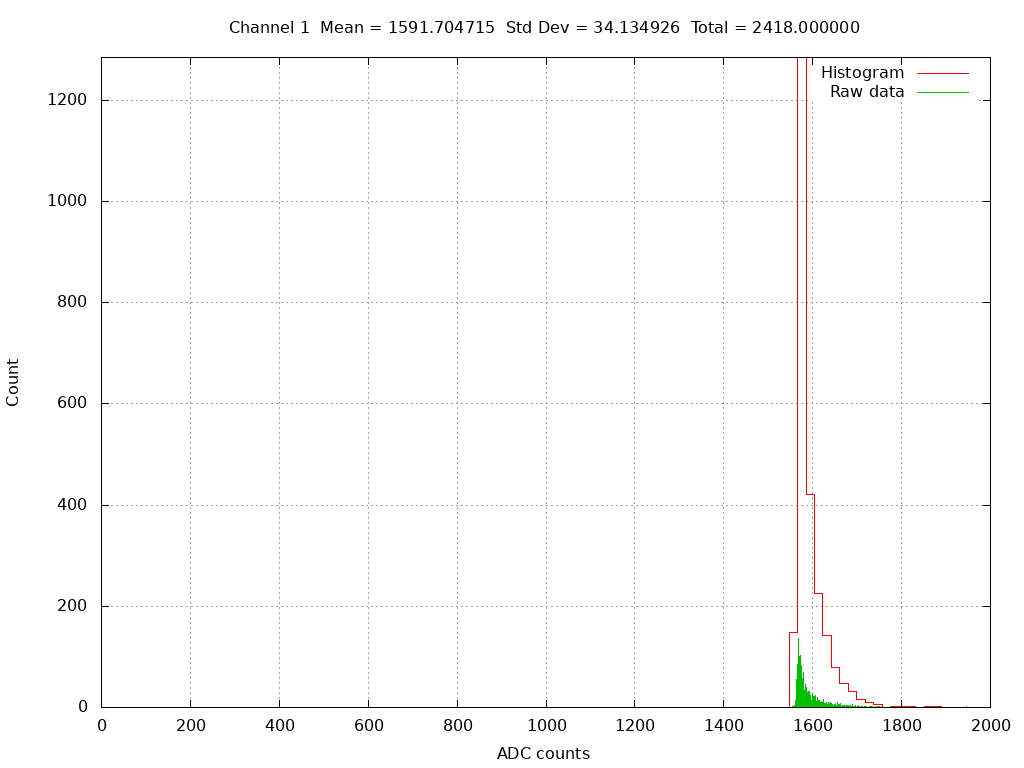 Channel 1  Mean = 1591.704715  Std Dev = 34.134926  Total = 2418.000000
Histogram
Raw data
1200
1000
800
600
400
200
0
Count
0 200 400 600 800 1000 1200 1400 1600 1800 2000
ADC counts